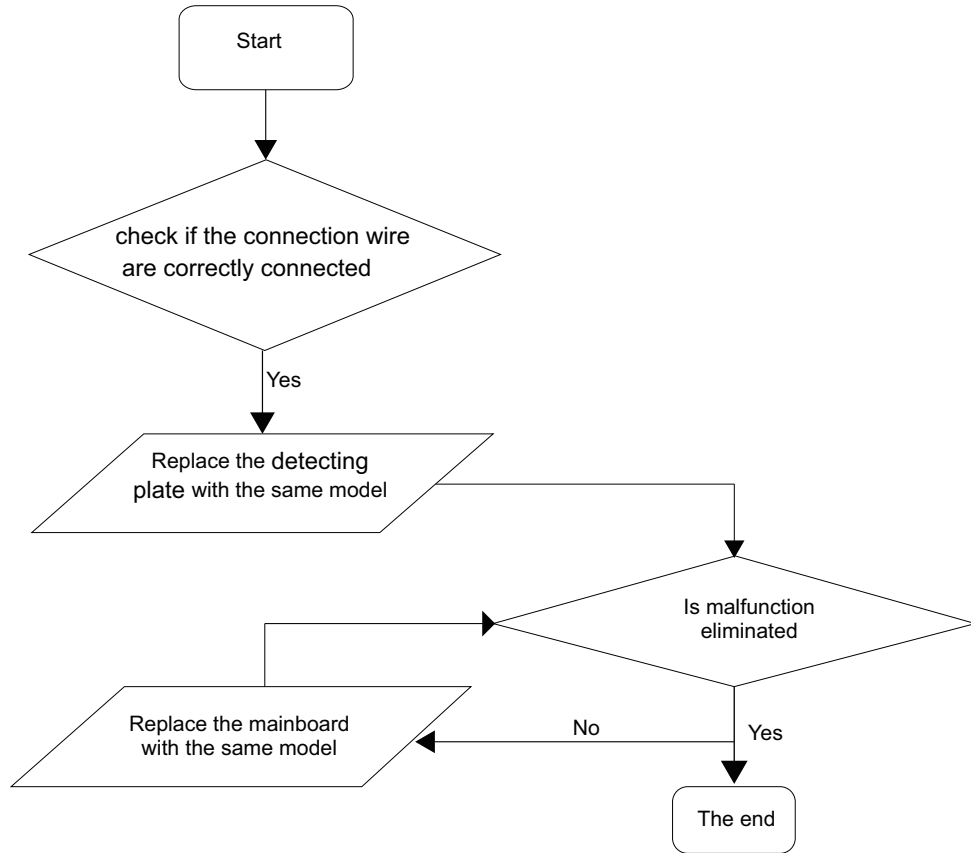 Start
check if the connection wire
are correctly connected
Yes
Replace the detecting
plate with the same model
Is malfunction
eliminated
Replace the mainboard
with the same model
No
Yes
The end